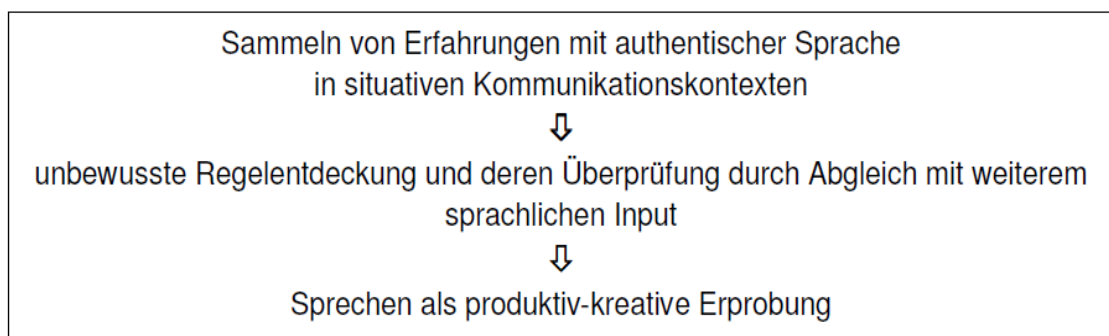 Sammeln von Erfahrungen mit authentischer Sprache
in situativen Kommunikationskontexten
⇩
unbewusste Regelentdeckung und deren Überprüfung durch Abgleich mit weiterem
sprachlichen Input
⇩
Sprechen als produktiv-kreative Erprobung